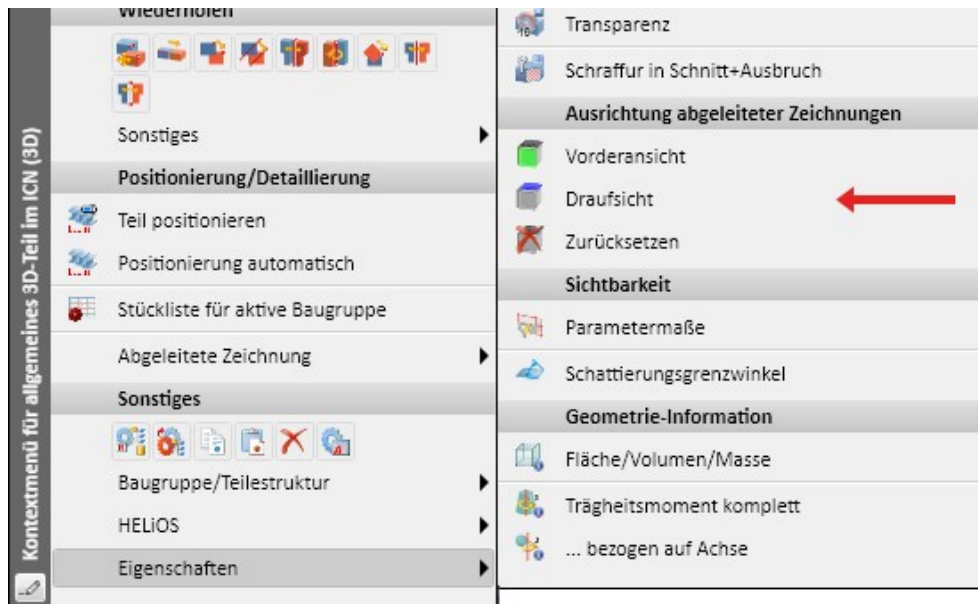 Kontextmenü für allgemeines 3D-Teil im ICN (3D)
Wiederholen
Sonstiges
Positionierung/Detaillierung
Teil positionieren
Positionierung automatisch
Stückliste für aktive Baugruppe
Abgeleitete Zeichnung
Sonstiges
Baugruppe/Teilestruktur
HELiOS
Eigenschaften
Transparenz
Schraffur in Schnitt+Ausbruch
Ausrichtung abgeleiteter Zeichnungen
Vorderansicht
Draufsicht
Zurücksetzen
Sichtbarkeit
Parametermaße
Schattierungsgrenzwinkel
Geometrie-Information
Fläche/Volumen/Masse
Trägheitsmoment komplett
... bezogen auf Achse